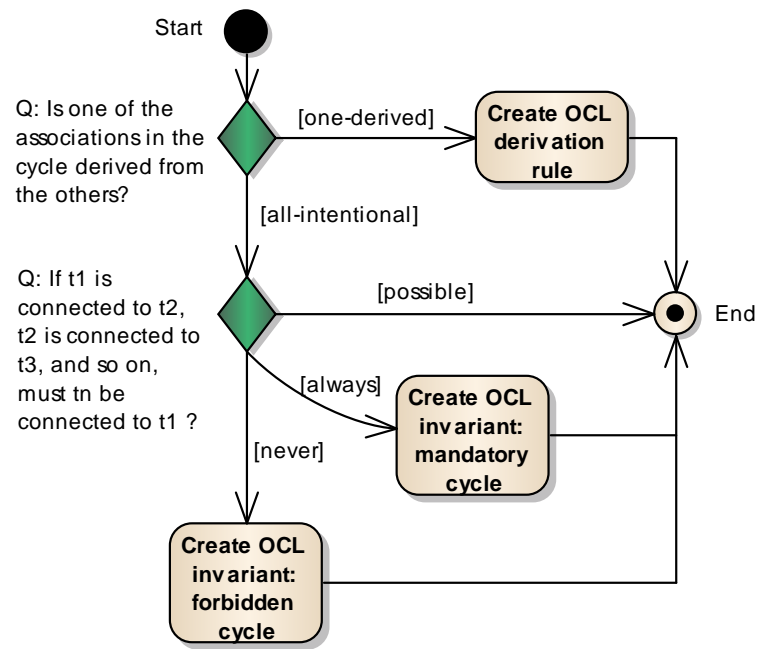 Start
Q: Is one of the
associations in the
cycle derived from
the others?
[one-derived]
Create OCL
derivation
rule
[all-intentional]
Q: If t1 is
connected to t2,
t2 is connected to
t3, and so on,
must tn be
connected to t1 ?
[possible]
End
[always]
Create OCL
invariant:
mandatory
cycle
[never]
Create OCL
invariant:
forbidden
cycle